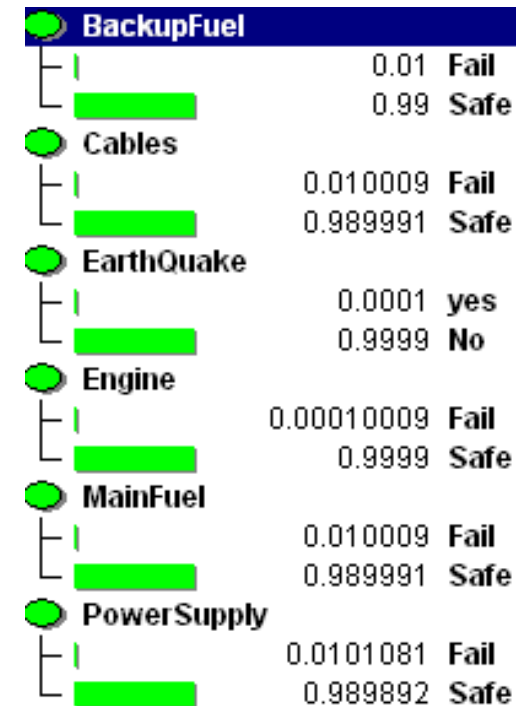 BackupFuel
0.01 Fail
0.99 Safe
Cables
0.010009 Fail
0.989991 Safe
EarthQuake
0.0001 yes
0.9999 No
Engine
0.00010009 Fail
0.9999 Safe
MainFuel
0.010009 Fail
0.989991 Safe
PowerSupply
0.0101081 Fail
0.989892 Safe